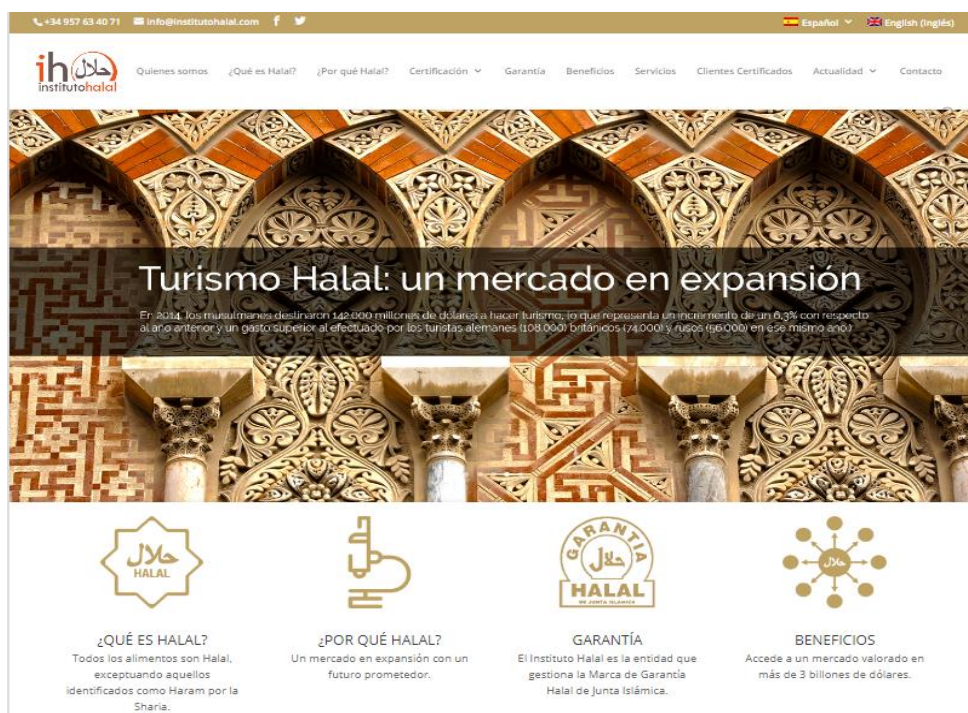 +34 957 63 40 71 info@institutohalal.com Español English (Inglés)
ih حلال
institutohalal
Quienes somos ¿Qué es Halal? ¿Por qué Halal? Certificación Garantía Beneficios Servicios Clientes Certificados Actualidad Contacto
Turismo Halal: un mercado en expansión
En 2014, los musulmanes destinaron 142.000 millones de dólares a hacer turismo, lo que representa un incremento de un 6,3% con respecto
al año anterior y un gasto superior al efectuado por los turistas alemanes (108.000) británicos (74.000) y rusos (56.000) en ese mismo año.
حلال
HALAL
GARANTIA
حلال
HALAL
DE JUNTA ISLÁMICA
حلال
¿QUÉ ES HALAL?
Todos los alimentos son Halal,
exceptuando aquellos
identificados como Haram por la
Sharia.
¿POR QUÉ HALAL?
Un mercado en expansión con un
futuro prometedor.
GARANTÍA
El Instituto Halal es la entidad que
gestiona la Marca de Garantía
Halal de Junta Islámica.
BENEFICIOS
Accede a un mercado valorado en
más de 3 billones de dólares.